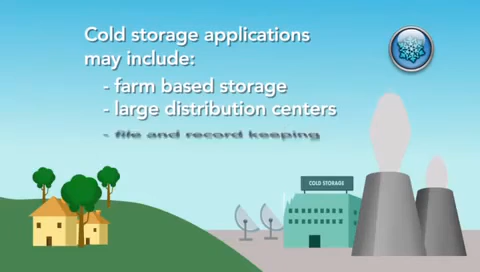 Cold storage applications
may include:
- farm based storage
- large distribution centers
- file and record keeping
COLD STORAGE